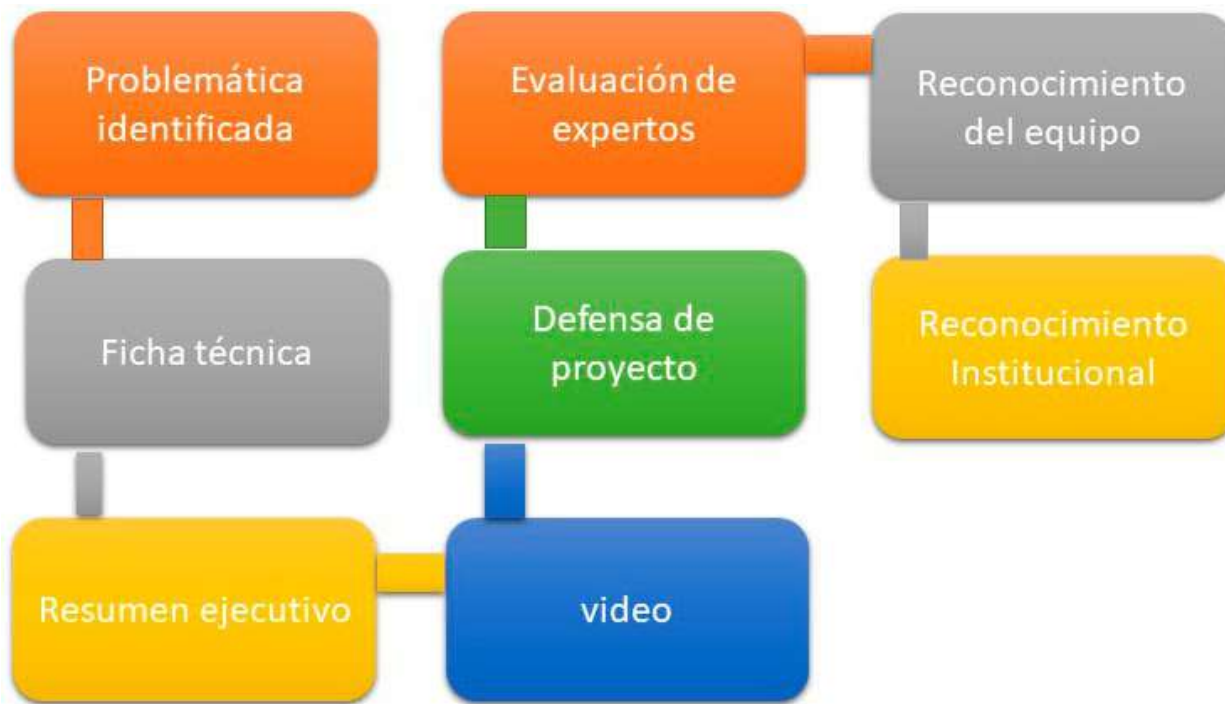 Problemática
identificada
Ficha técnica
Resumen ejecutivo
video
Defensa de
proyecto
Evaluación de
expertos
Reconocimiento
del equipo
Reconocimiento
Institucional